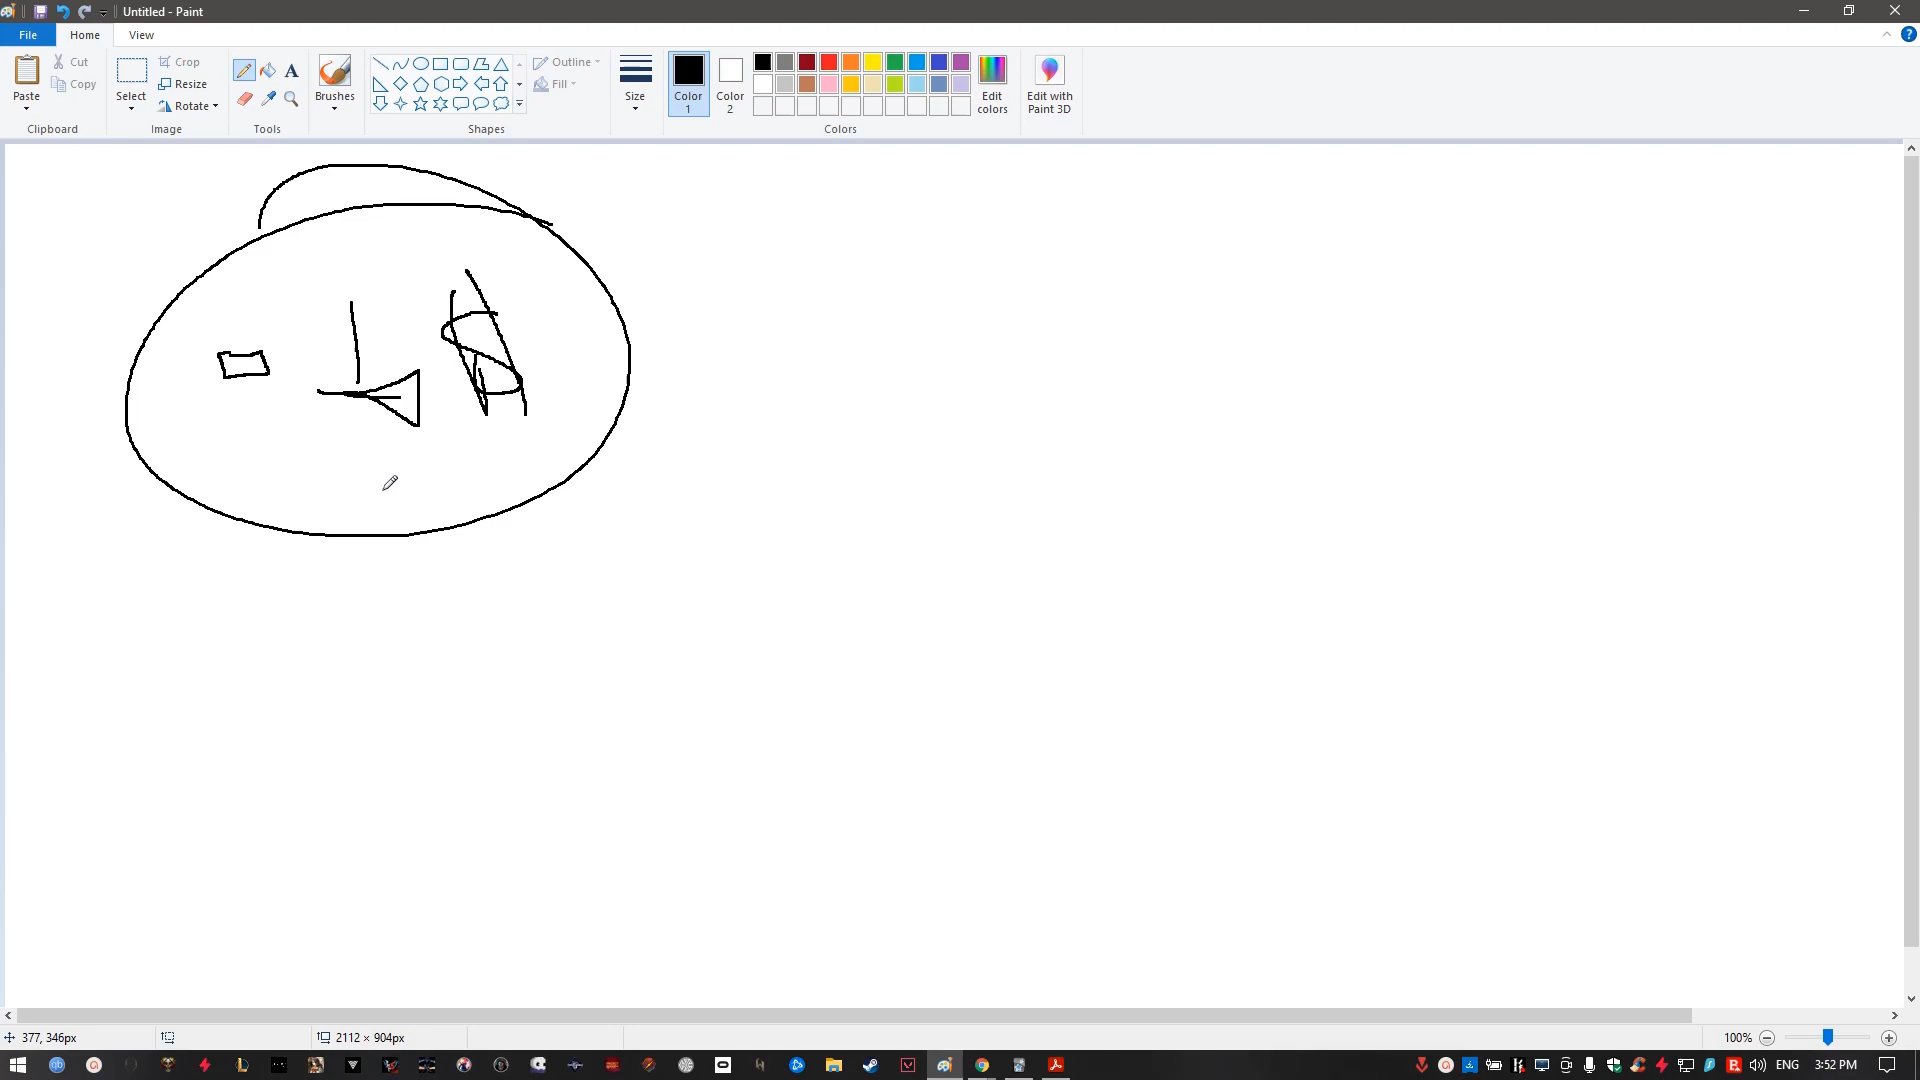 Untitled - Paint
File Home View
Paste Cut Copy Clipboard
Select Crop Resize Rotate Image
Tools
Brushes
Outline Fill Shapes
Size
Color 1
Color 2
Edit colors
Colors
Edit with Paint 3D
377, 346px 2112 × 904px 100%
ENG 3:52 PM